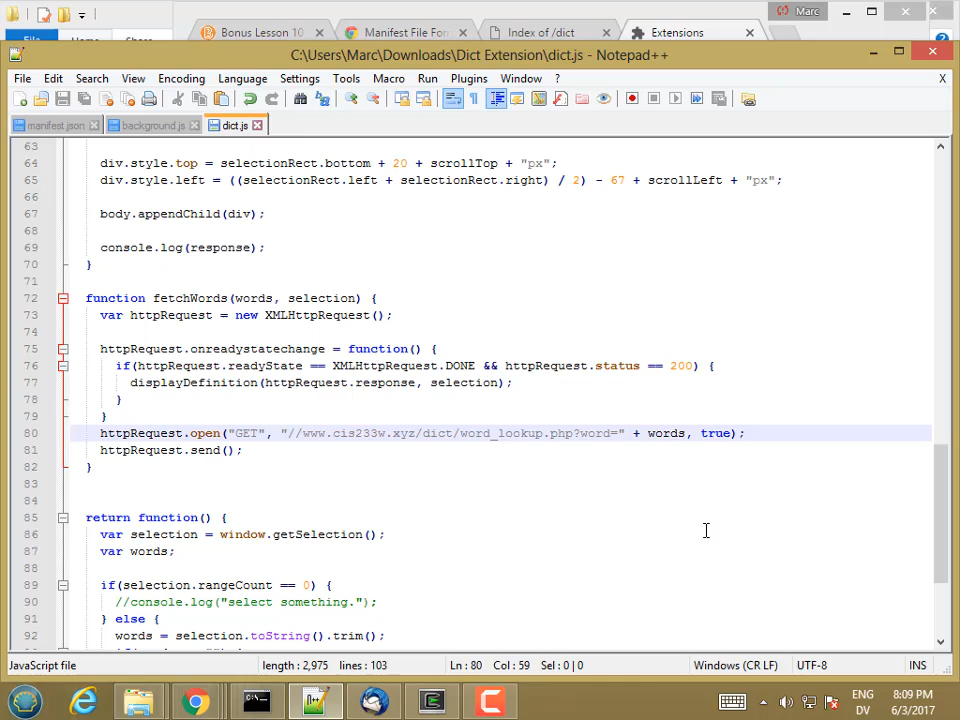 Marc
File Home Share
Bonus Lesson 10
Manifest File For
Index of /dict
Extensions
C:\Users\Marc\Downloads\Dict Extension\dict.js - Notepad++
File Edit Search View Encoding Language Settings Tools Macro Run Plugins Window ? X
manifest.json background.js dict.js
63
64 div.style.top = selectionRect.bottom + 20 + scrollTop + "px";
65 div.style.left = ((selectionRect.left + selectionRect.right) / 2) - 67 + scrollLeft + "px";
66
67 body.appendChild(div);
68
69 console.log(response);
70 }
71
72 function fetchWords(words, selection) {
73 var httpRequest = new XMLHttpRequest();
74
75 httpRequest.onreadystatechange = function() {
76 if(httpRequest.readyState == XMLHttpRequest.DONE && httpRequest.status == 200) {
77 displayDefinition(httpRequest.response, selection);
78 }
79 }
80 httpRequest.open("GET", "//www.cis233w.xyz/dict/word_lookup.php?word=" + words, true);
81 httpRequest.send();
82 }
83
84
85 return function() {
86 var selection = window.getSelection();
87 var words;
88
89 if(selection.rangeCount == 0) {
90 //console.log("select something.");
91 } else {
92 words = selection.toString().trim();
JavaScript file length : 2,975 lines : 103 Ln : 80 Col : 59 Sel : 0 | 0 Windows (CR LF) UTF-8 INS
ENG 8:09 PM
DV 6/3/2017